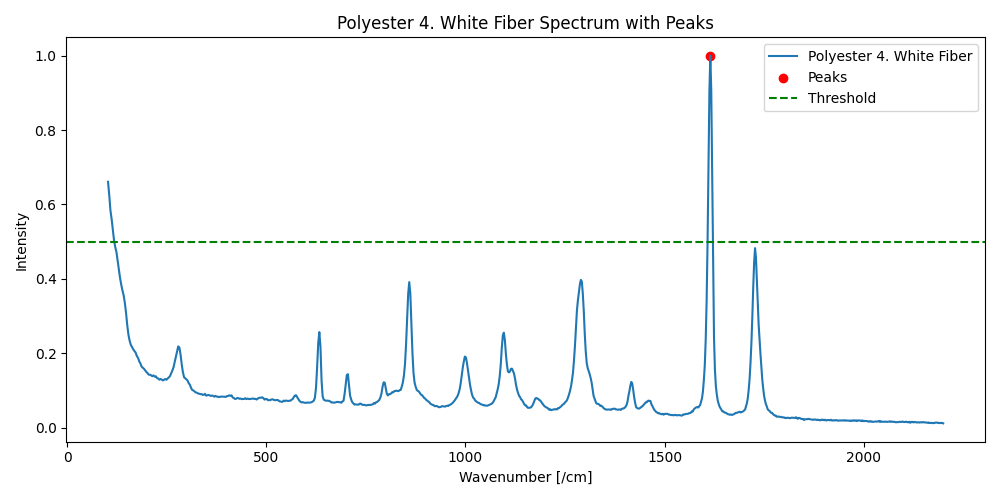 Polyester 4. White Fiber Spectrum with Peaks
Polyester 4. White Fiber
Peaks
Threshold
Intensity
1.0
0.8
0.6
0.4
0.2
0.0
0
500
1000
1500
2000
Wavenumber [/cm]